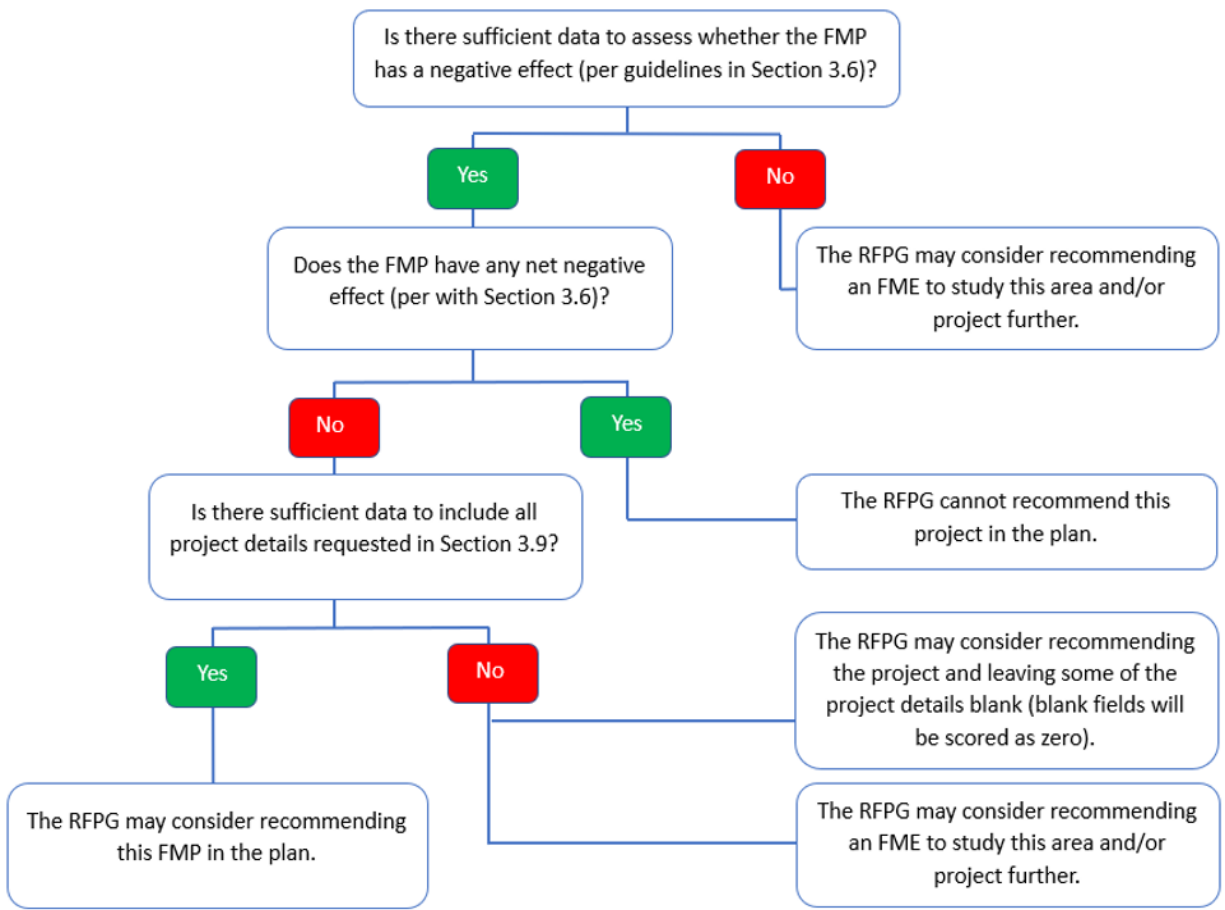 Is there sufficient data to assess whether the FMP
has a negative effect (per guidelines in Section 3.6)?
Yes
No
Does the FMP have any net negative
effect (per with Section 3.6)?
The RFPG may consider recommending
an FME to study this area and/or
project further.
No
Yes
Is there sufficient data to include all
project details requested in Section 3.9?
The RFPG cannot recommend this
project in the plan.
Yes
No
The RFPG may consider recommending
the project and leaving some of the
project details blank (blank fields will
be scored as zero).
The RFPG may consider recommending
this FMP in the plan.
The RFPG may consider recommending
an FME to study this area and/or
project further.